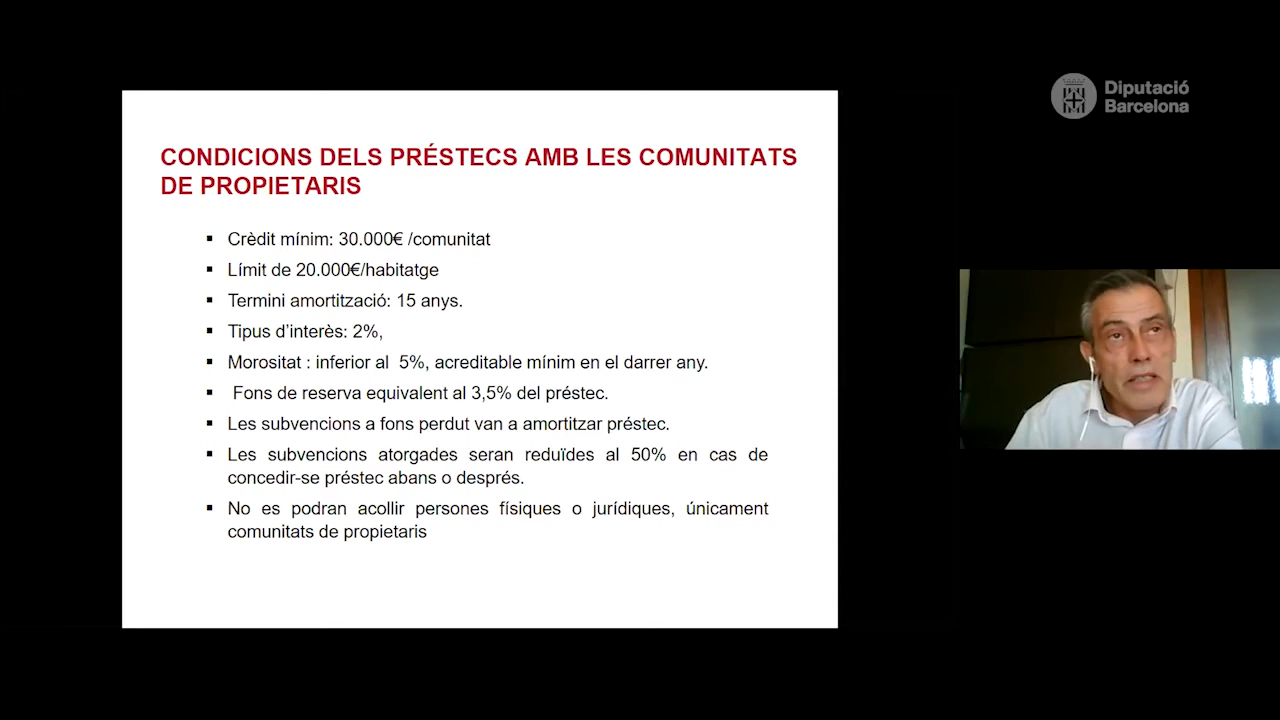 Diputació
Barcelona
CONDICIONS DELS PRÉSTECS AMB LES COMUNITATS
DE PROPIETARIS
▪ Crèdit mínim: 30.000€ /comunitat
▪ Límit de 20.000€/habitatge
▪ Termini amortització: 15 anys.
▪ Tipus d’interès: 2%,
▪ Morositat : inferior al 5%, acreditable mínim en el darrer any.
▪ Fons de reserva equivalent al 3,5% del préstec.
▪ Les subvencions a fons perdut van a amortitzar préstec.
▪ Les subvencions atorgades seran reduïdes al 50% en cas de
concedir-se préstec abans o després.
▪ No es podran acollir persones físiques o jurídiques, únicament
comunitats de propietaris